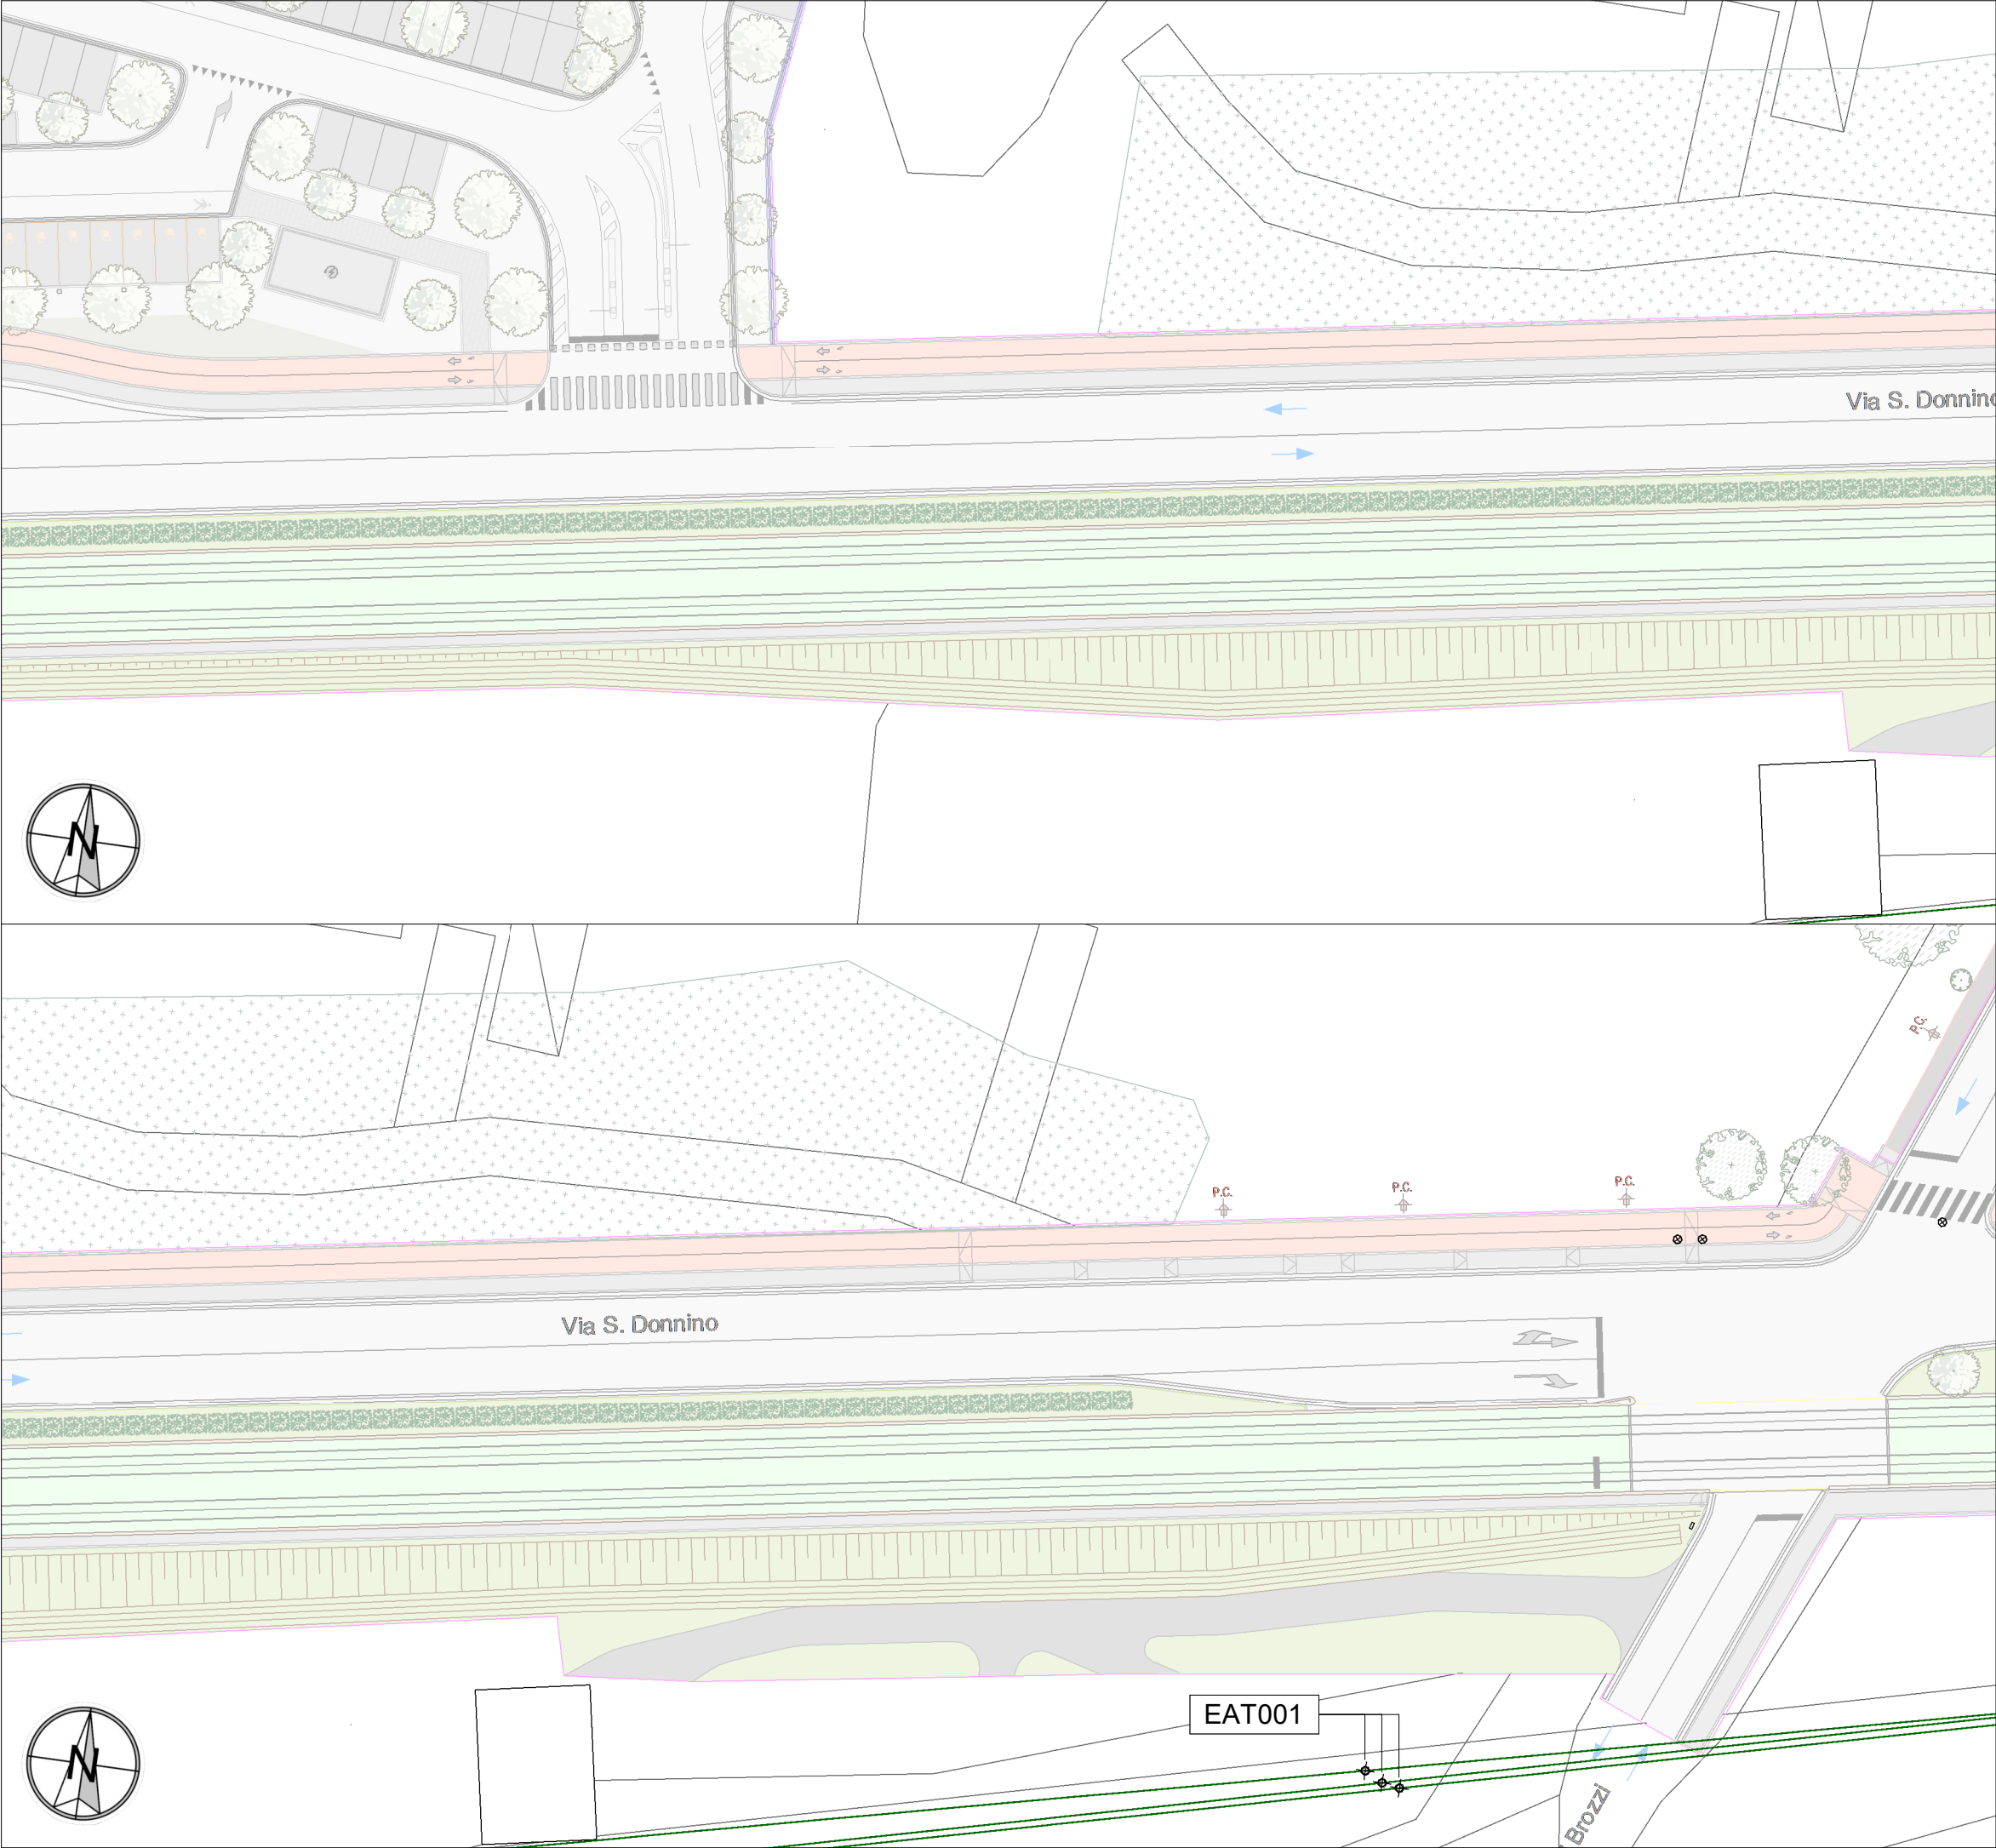 Via S. Donnino
N
P.C.
P.C.
P.C.
P.C.
Via S. Donnino
EAT001
N
Brozzi